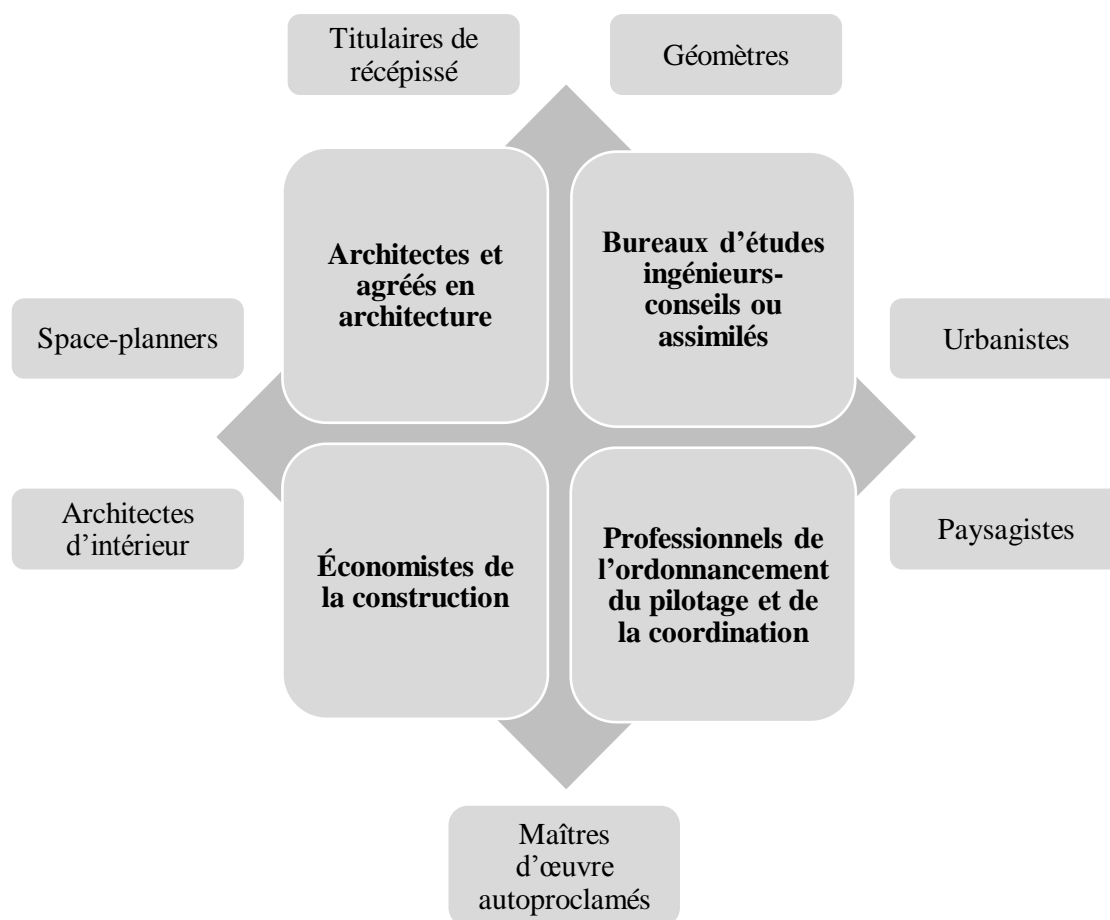 Titulaires de
récépissé
Géomètres
Architectes et
agréés en
architecture
Bureaux d’études
ingénieurs-
conseils ou
assimilés
Space-planners
Urbanistes
Architectes
d’intérieur
Économistes de
la construction
Professionnels de
l’ordonnancement
du pilotage et de
la coordination
Paysagistes
Maîtres
d’œuvre
autoproclamés